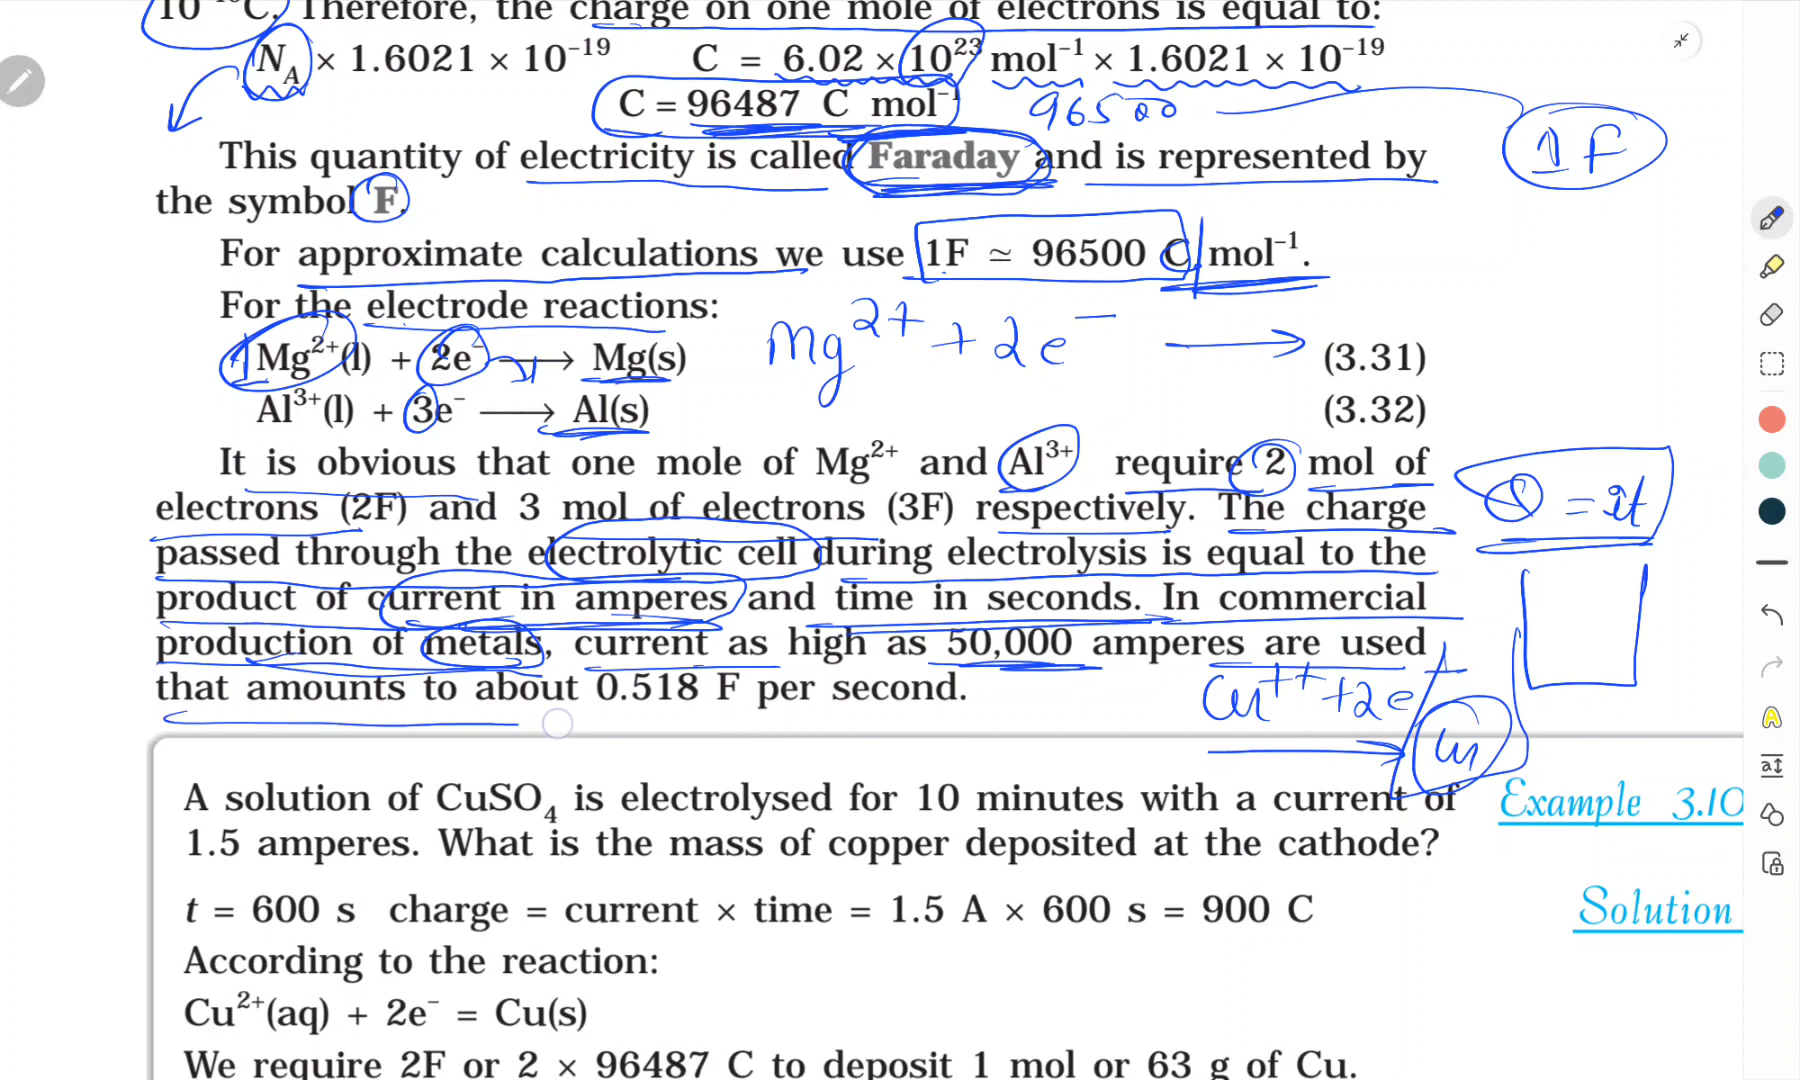 10⁻¹⁹C. Therefore, the charge on one mole of electrons is equal to:
N_A × 1.6021 × 10⁻¹⁹ C = 6.02 × 10²³ mol⁻¹ × 1.6021 × 10⁻¹⁹
C = 96487 C mol⁻¹
96500
1F
This quantity of electricity is called Faraday and is represented by
the symbol F.
For approximate calculations we use 1F ≃ 96500 C mol⁻¹.
For the electrode reactions:
Mg²⁺ + 2e⁻ →
1 Mg²⁺(l) + 2e⁻ → Mg(s) (3.31)
Al³⁺(l) + 3e⁻ → Al(s) (3.32)
It is obvious that one mole of Mg²⁺ and Al³⁺ require 2 mol of
electrons (2F) and 3 mol of electrons (3F) respectively. The charge
Q = it
passed through the electrolytic cell during electrolysis is equal to the
product of current in amperes and time in seconds. In commercial
production of metals, current as high as 50,000 amperes are used
that amounts to about 0.518 F per second.
Cu⁺⁺ + 2e
→ Cu
A solution of CuSO₄ is electrolysed for 10 minutes with a current of
Example 3.10
1.5 amperes. What is the mass of copper deposited at the cathode?
t = 600 s charge = current × time = 1.5 A × 600 s = 900 C
Solution
According to the reaction:
Cu²⁺(aq) + 2e⁻ = Cu(s)
We require 2F or 2 × 96487 C to deposit 1 mol or 63 g of Cu.